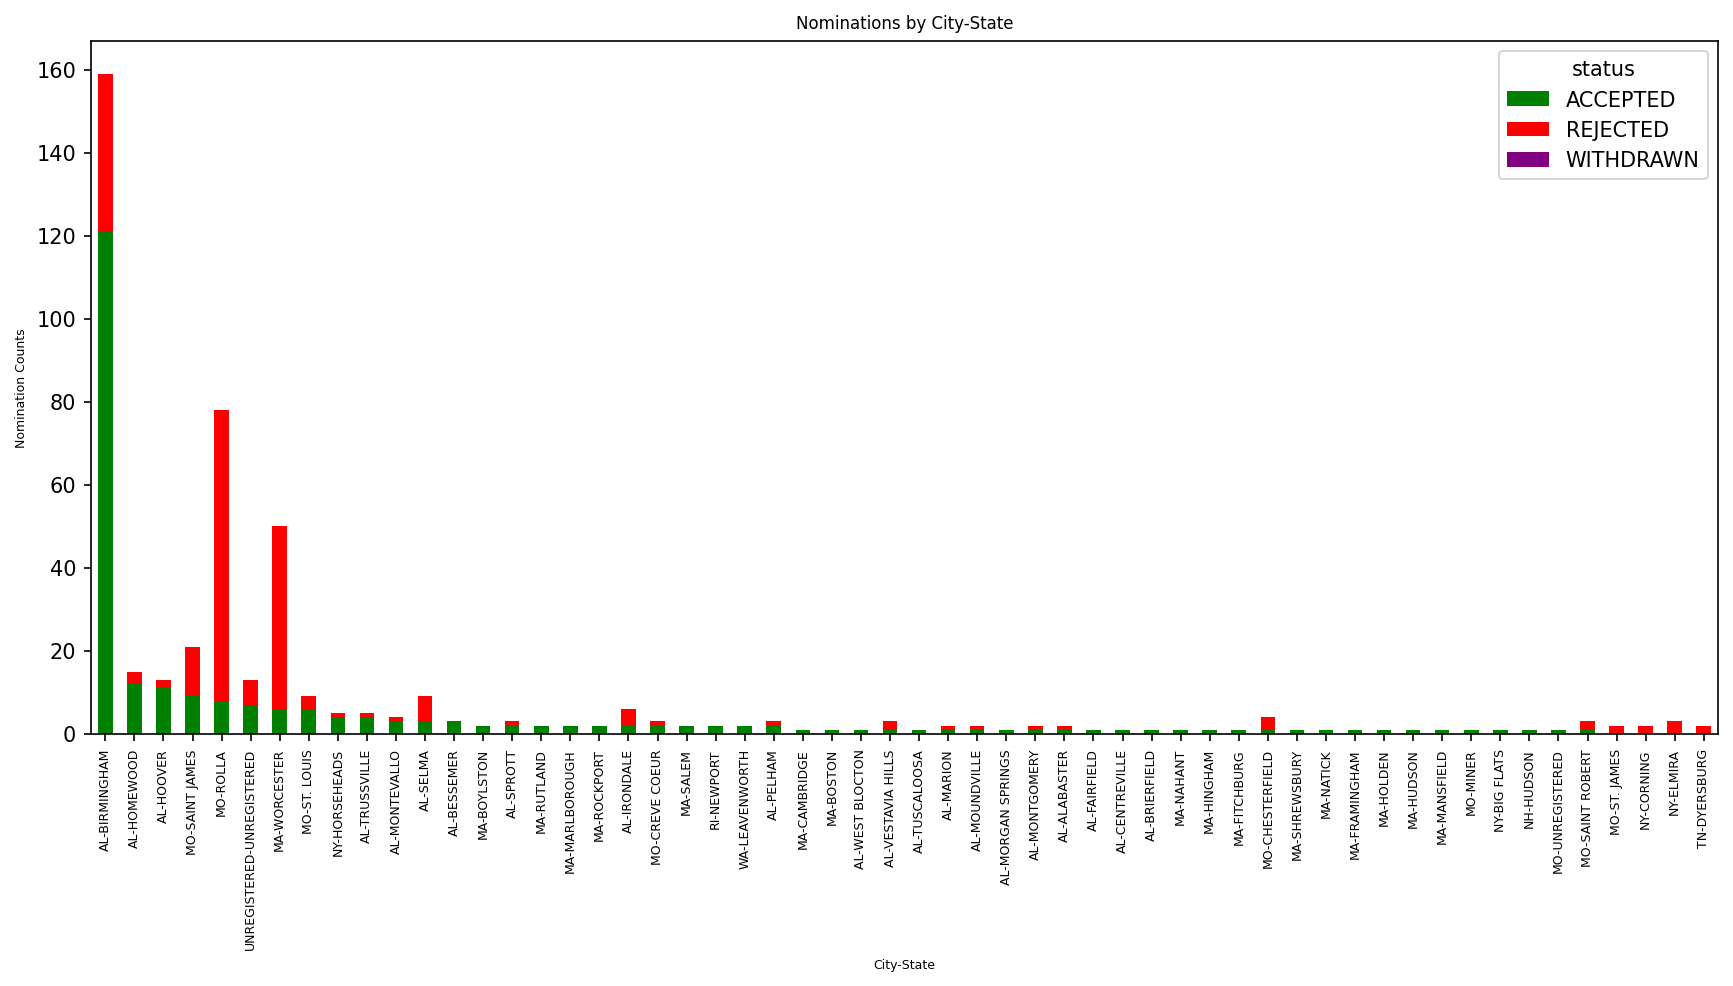 Nominations by City-State
160
140
120
100
80
60
40
20
0
Nomination Counts
status
ACCEPTED
REJECTED
WITHDRAWN
AL-BIRMINGHAM
AL-HOMEWOOD
AL-HOOVER
MO-SAINT JAMES
MO-ROLLA
UNREGISTERED-UNREGISTERED
MA-WORCESTER
MO-ST. LOUIS
NY-HORSEHEADS
AL-TRUSSVILLE
AL-MONTEVALLO
AL-SELMA
AL-BESSEMER
MA-BOYLSTON
AL-SPROTT
MA-RUTLAND
MA-MARLBOROUGH
MA-ROCKPORT
AL-IRONDALE
MO-CREVE COEUR
MA-SALEM
RI-NEWPORT
WA-LEAVENWORTH
AL-PELHAM
MA-CAMBRIDGE
MA-BOSTON
AL-WEST BLOCTON
AL-VESTAVIA HILLS
AL-TUSCALOOSA
AL-MARION
AL-MOUNDVILLE
AL-MORGAN SPRINGS
AL-MONTGOMERY
AL-ALABASTER
AL-FAIRFIELD
AL-CENTREVILLE
AL-BRIERFIELD
MA-NAHANT
MA-HINGHAM
MA-FITCHBURG
MO-CHESTERFIELD
MA-SHREWSBURY
MA-NATICK
MA-FRAMINGHAM
MA-HOLDEN
MA-HUDSON
MA-MANSFIELD
MO-MINER
NY-BIG FLATS
NH-HUDSON
MO-UNREGISTERED
MO-SAINT ROBERT
MO-ST. JAMES
NY-CORNING
NY-ELMIRA
TN-DYERSBURG
City-State